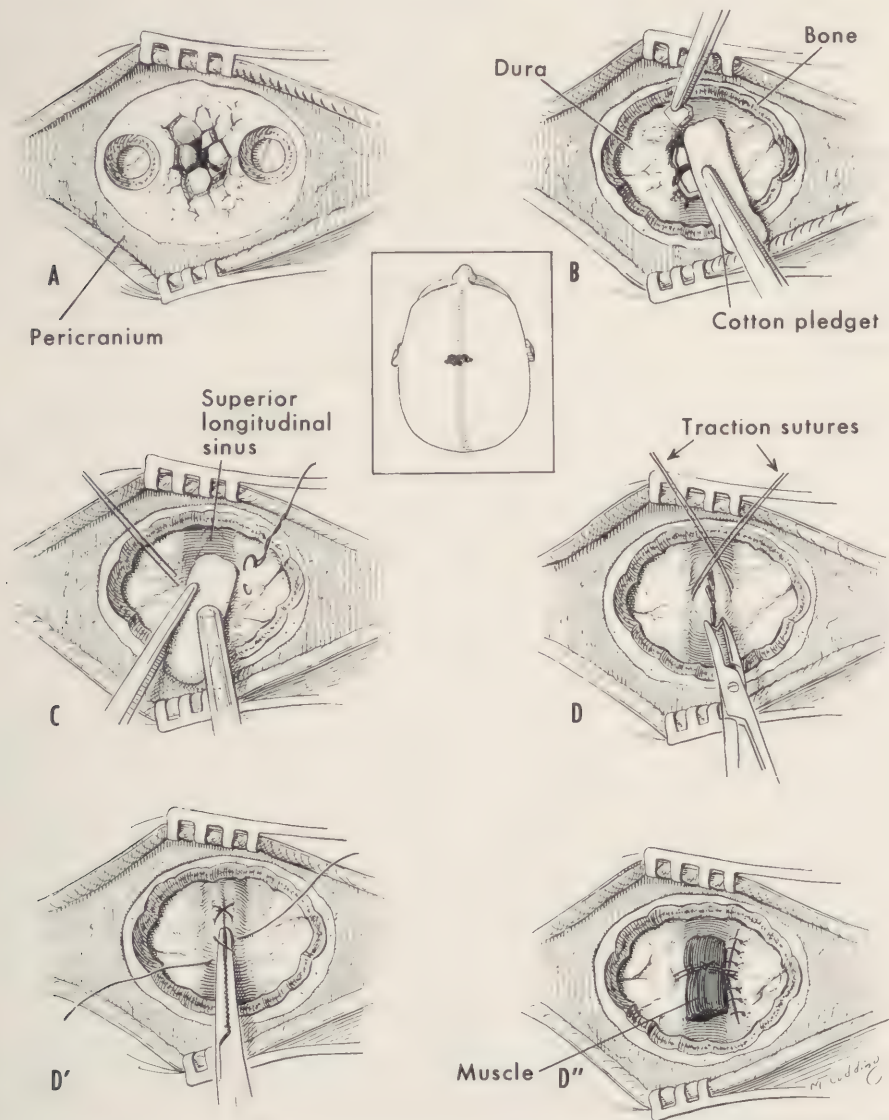 Bone
Dura
A
B
Pericranium
Cotton pledget
Superior
longitudinal
sinus
Traction sutures
C
D
D'
Muscle
D"